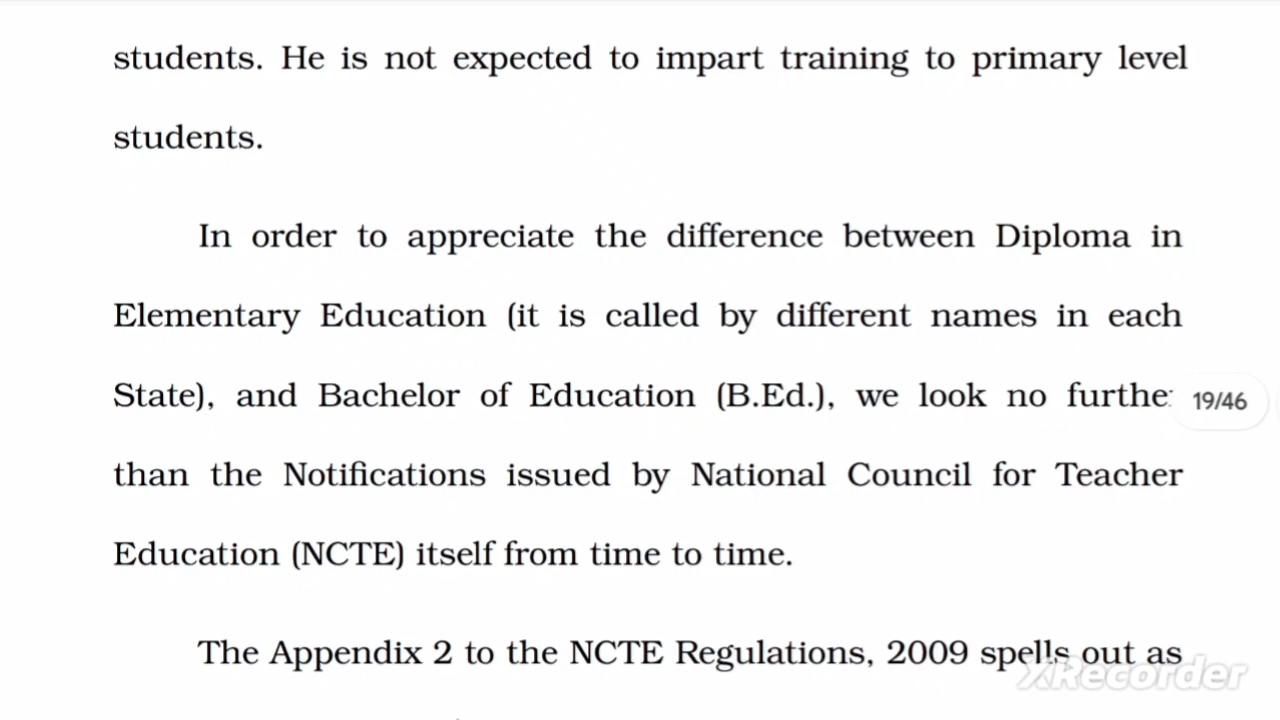 students. He is not expected to impart training to primary level
students.
In order to appreciate the difference between Diploma in
Elementary Education (it is called by different names in each
State), and Bachelor of Education (B.Ed.), we look no furthe
19/46
than the Notifications issued by National Council for Teacher
Education (NCTE) itself from time to time.
The Appendix 2 to the NCTE Regulations, 2009 spells out as
XRecorder